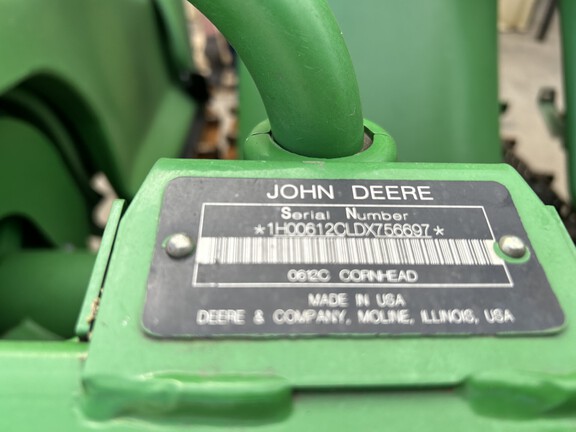 JOHN DEERE
Serial Number
*1H00612CLDX756697*
0612C CORNHEAD
MADE IN USA
DEERE & COMPANY, MOLINE, ILLINOIS, USA